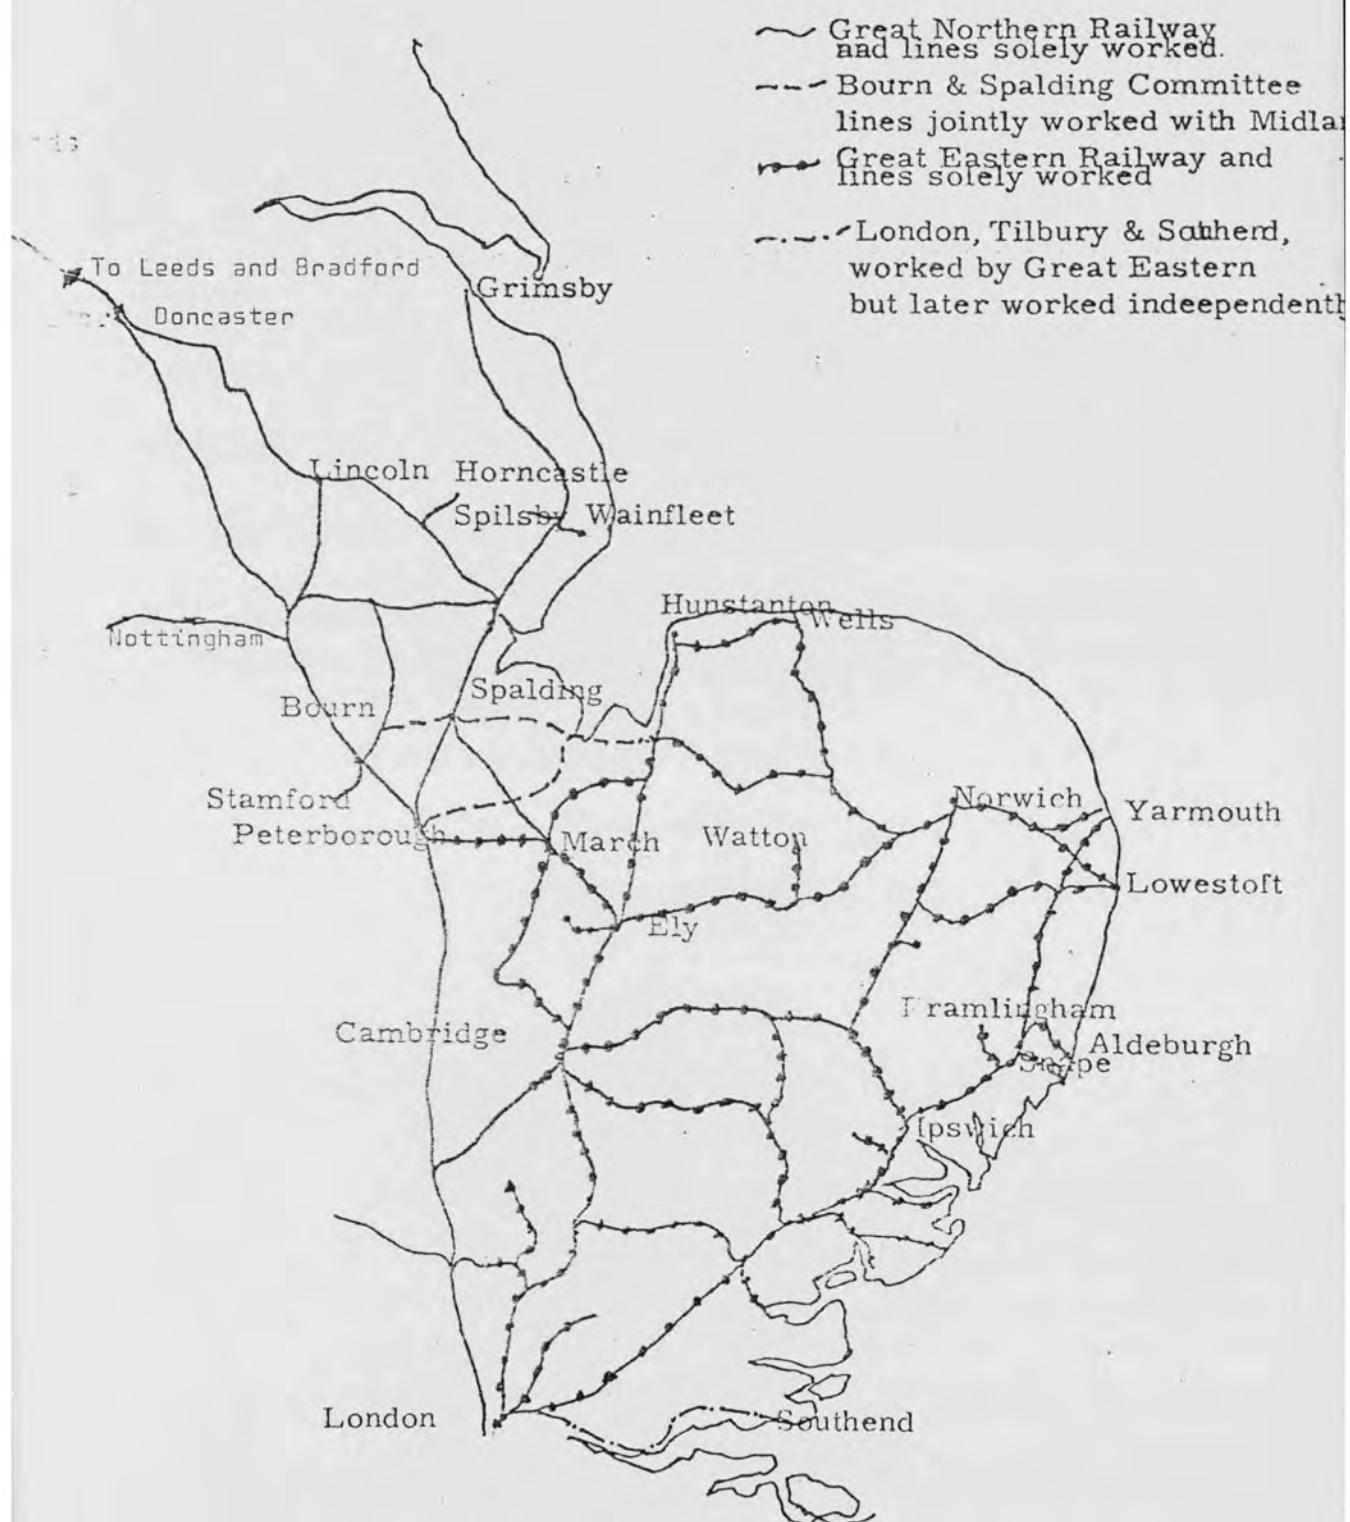 Great Northern Railway
and lines solely worked.
Bourn & Spalding Committee
lines jointly worked with Midla
Great Eastern Railway and
lines solely worked
London, Tilbury & Southend,
worked by Great Eastern
but later worked indeependently
To Leeds and Bradford
Grimsby
Doncaster
Lincoln
Horncastle
Spilsby
Wainfleet
Hunstanton
Wells
Nottingham
Spalding
Bourn
Stamford
Norwich
Yarmouth
Peterborough
March
Watton
Lowestoft
Ely
Framlingham
Cambridge
Aldeburgh
Snape
Ipswich
London
Southend